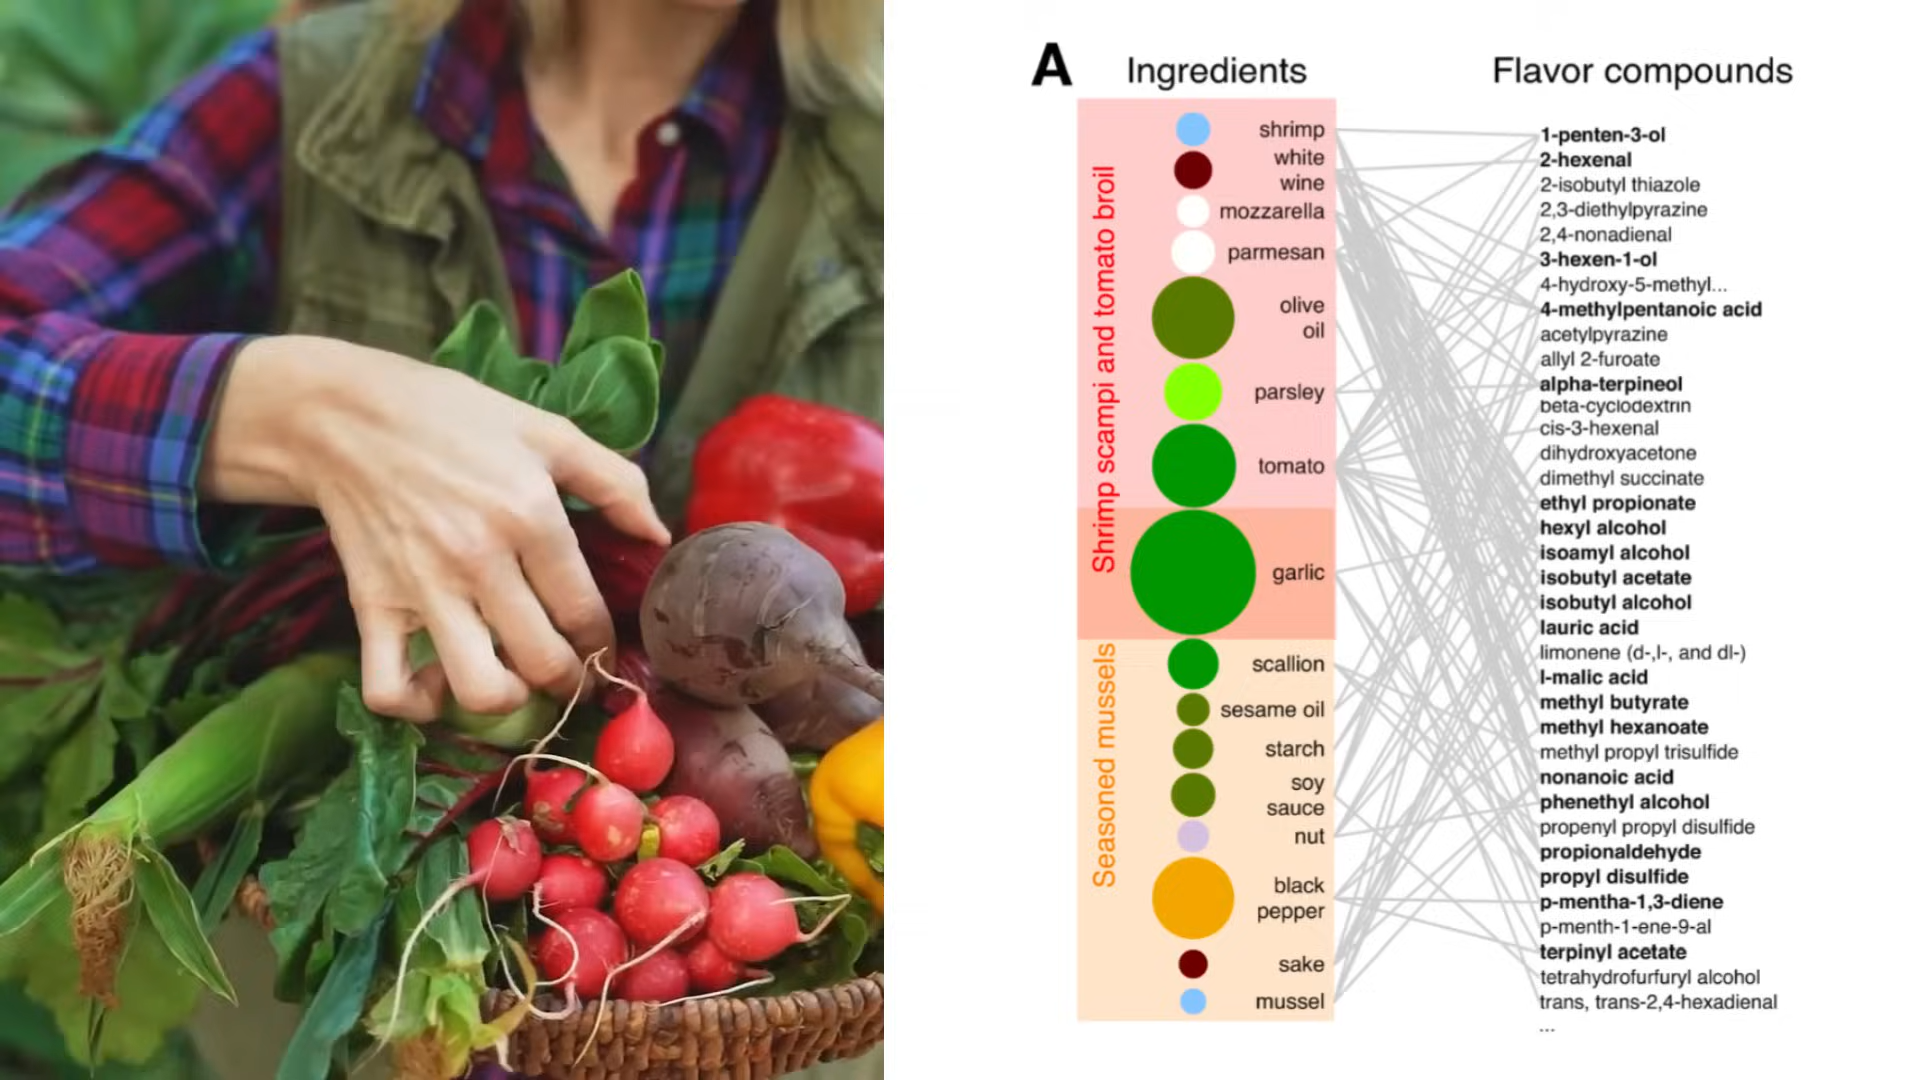 A
Ingredients
Flavor compounds
Shrimp scampi and tomato broil
shrimp
white
wine
mozzarella
parmesan
olive
oil
parsley
tomato
garlic
Seasoned mussels
scallion
sesame oil
starch
soy
sauce
nut
black
pepper
sake
mussel
1-penten-3-ol
2-hexenal
2-isobutyl thiazole
2,3-diethylpyrazine
2,4-nonadienal
3-hexen-1-ol
4-hydroxy-5-methyl...
4-methylpentanoic acid
acetylpyrazine
allyl 2-furoate
alpha-terpineol
beta-cyclodextrin
cis-3-hexenal
dihydroxyacetone
dimethyl succinate
ethyl propionate
hexyl alcohol
isoamyl alcohol
isobutyl acetate
isobutyl alcohol
lauric acid
limonene (d-,l-, and dl-)
l-malic acid
methyl butyrate
methyl hexanoate
methyl propyl trisulfide
nonanoic acid
phenethyl alcohol
propenyl propyl disulfide
propionaldehyde
propyl disulfide
p-mentha-1,3-diene
p-menth-1-ene-9-al
terpinyl acetate
tetrahydrofurfuryl alcohol
trans, trans-2,4-hexadienal
...